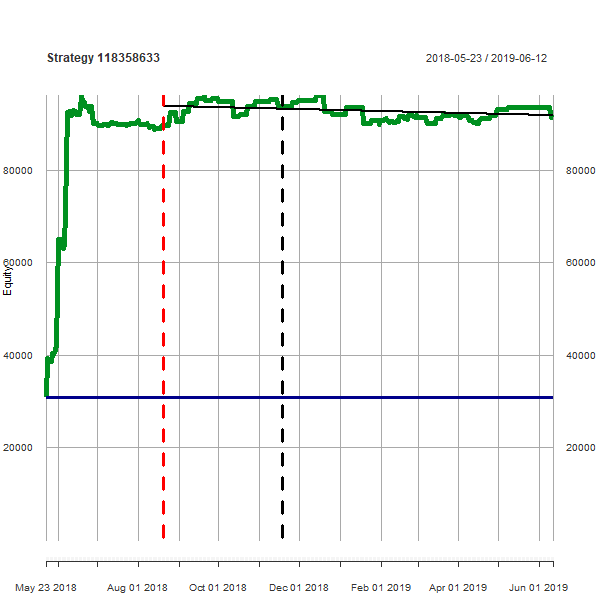 Strategy 118358633
2018-05-23 / 2019-06-12
80000
80000
60000
60000
Equity
40000
40000
20000
20000
May 23 2018
Aug 01 2018
Oct 01 2018
Dec 01 2018
Feb 01 2019
Apr 01 2019
Jun 01 2019